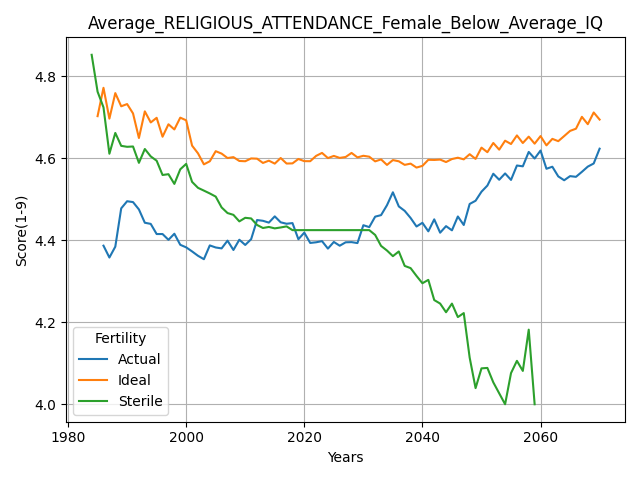 Average_RELIGIOUS_ATTENDANCE_Female_Below_Average_IQ
Score(1-9)
4.8
4.6
4.4
4.2
4.0
Fertility
Actual
Ideal
Sterile
1980
2000
2020
2040
2060
Years